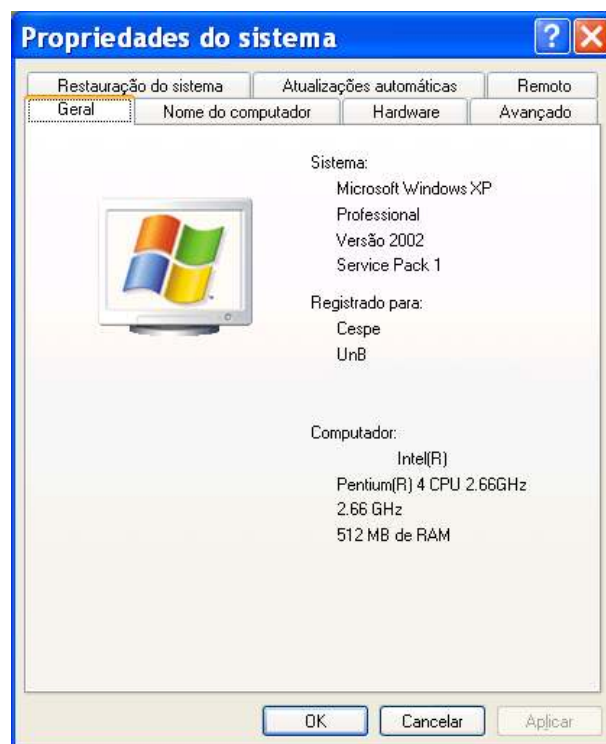 Propriedades do sistema
Restauração do sistema Atualizações automáticas Remoto
Geral Nome do computador Hardware Avançado
Sistema:
Microsoft Windows XP
Professional
Versão 2002
Service Pack 1
Registrado para:
Cespe
UnB
Computador:
Intel(R)
Pentium(R) 4 CPU 2.66GHz
2.66 GHz
512 MB de RAM
OK Cancelar Aplicar